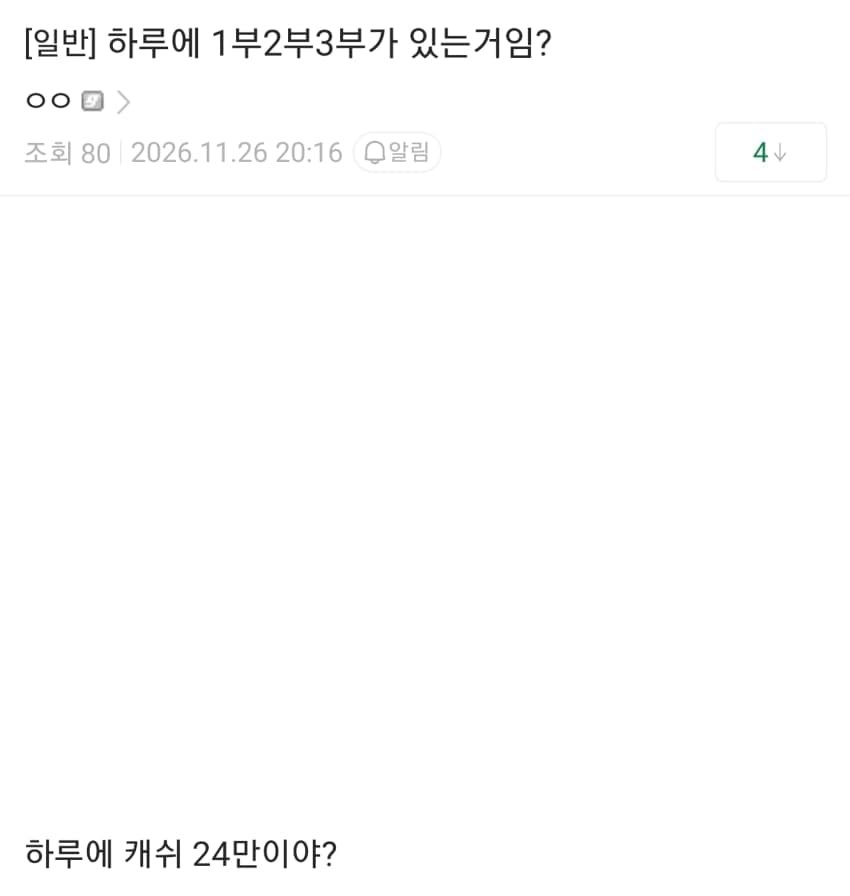 [일반] 하루에 1부2부3부가 있는거임?
ㅇㅇ
조회 80 2026.11.26 20:16 알림
4↓
하루에 캐쉬 24만이야?